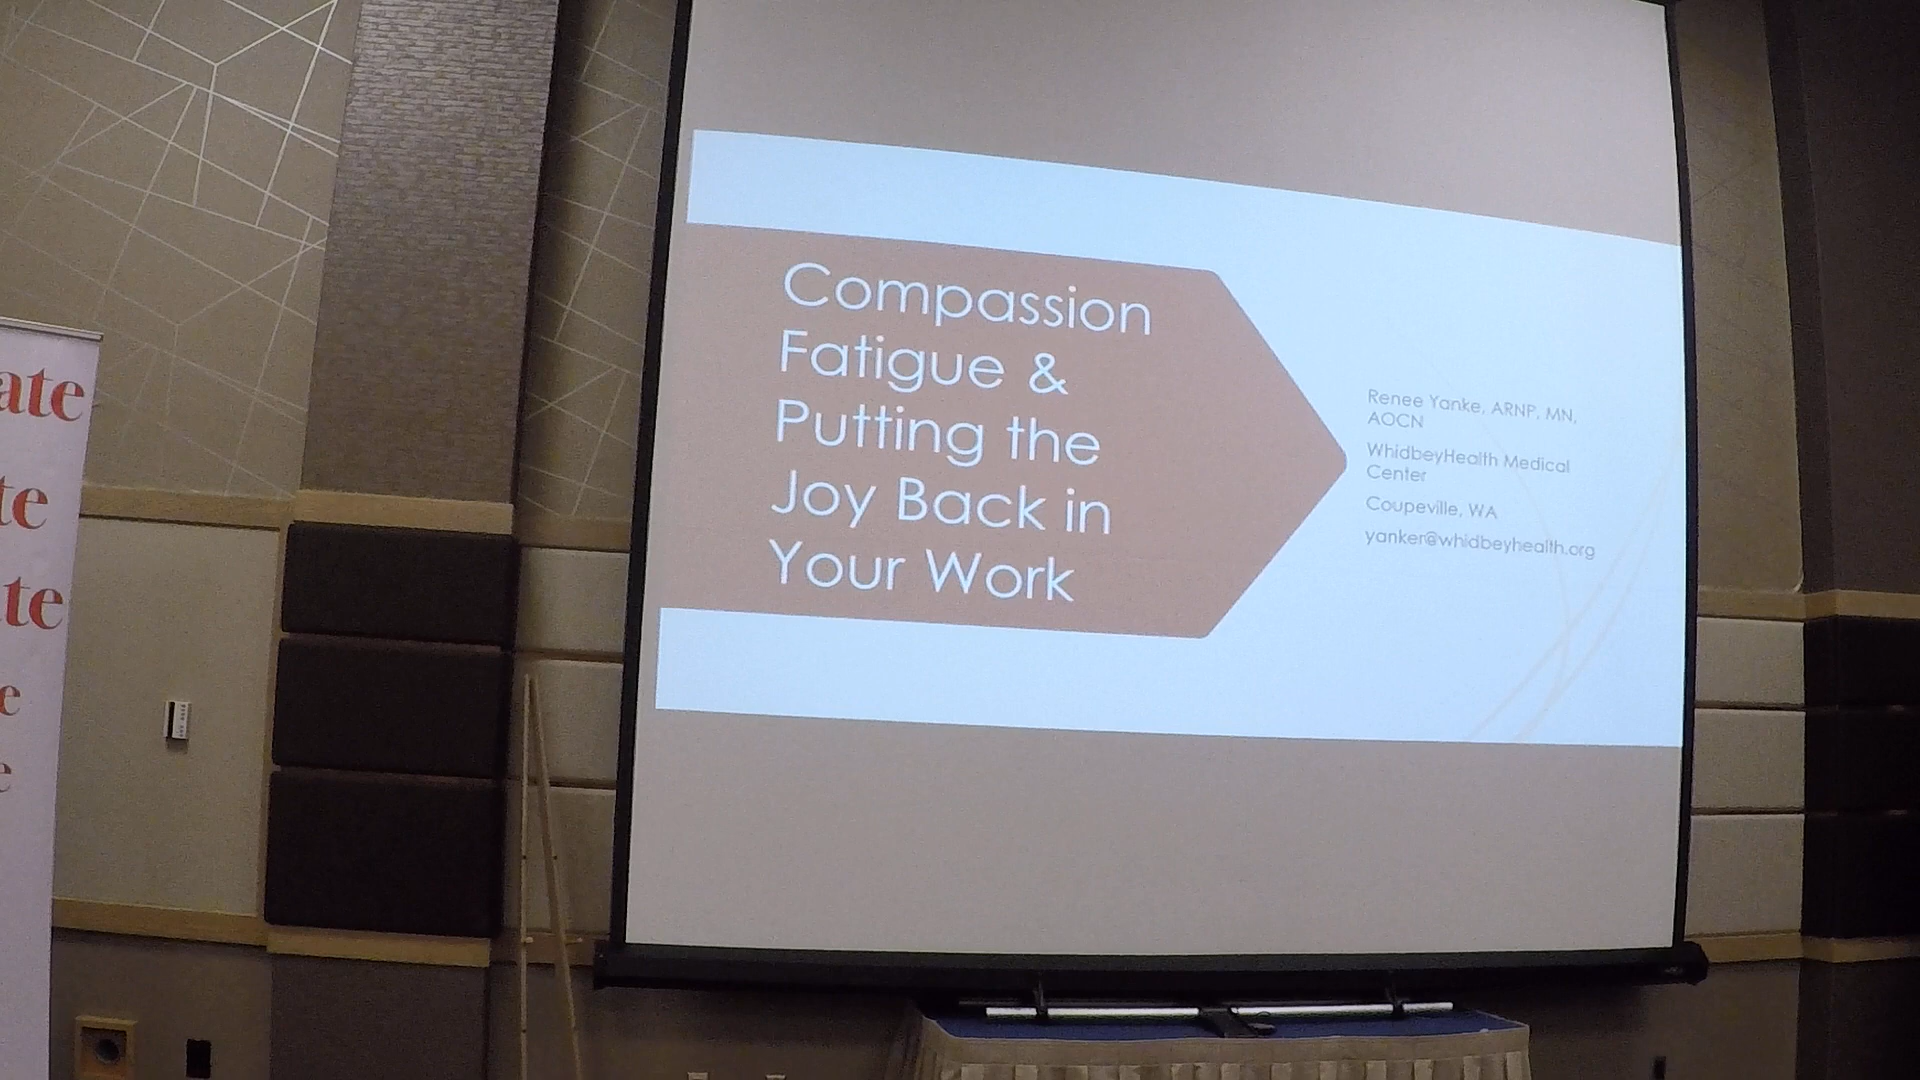 Compassion
Fatigue &
Putting the
Joy Back in
Your Work
Renee Yanke, ARNP, MN,
AOCN
WhidbeyHealth Medical
Center
Coupeville, WA
yanker@whidbeyhealth.org
ate
te
te
e
e